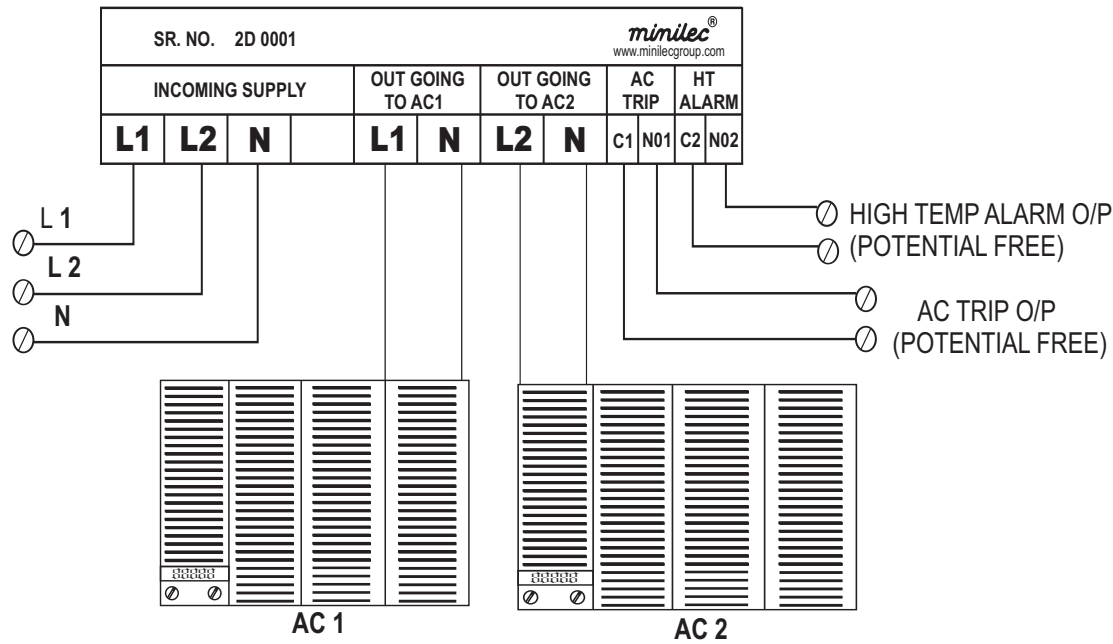 SR. NO. 2D 0001
minilec®
www.minilecgroup.com
INCOMING SUPPLY
OUT GOING
TO AC1
OUT GOING
TO AC2
AC
TRIP
HT
ALARM
L1 L2 N L1 N L2 N C1 N01 C2 N02
L 1
L 2
N
HIGH TEMP ALARM O/P
(POTENTIAL FREE)
AC TRIP O/P
(POTENTIAL FREE)
88888
88888
AC 1
AC 2